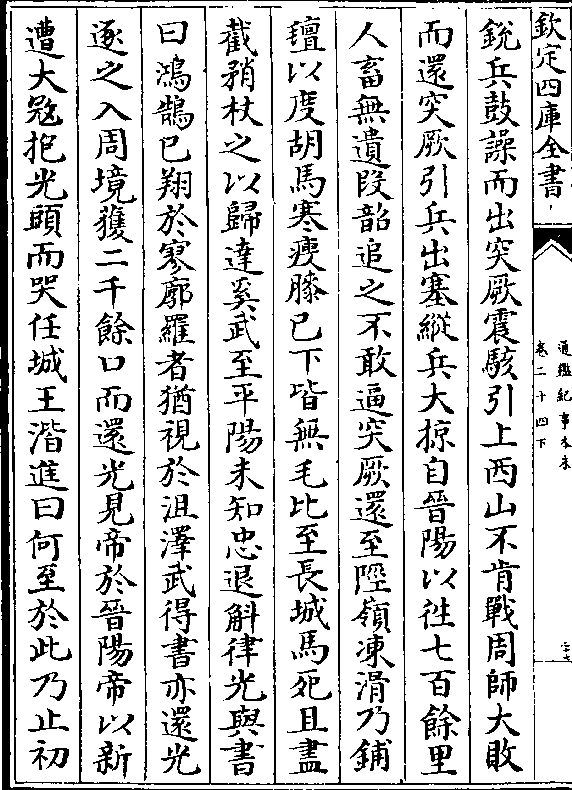 欽定四庫全書
通鑑紀事本末
卷二十四下
二十七
銳兵鼓譟而出突厥震駭引上西山不肯戰周師大敗
而還突厥引兵出塞縱兵大掠自晉陽以徃七百餘里
人畜無遺段韶追之不敢逼突厥還至陘嶺凍滑乃鋪
氊以度胡馬寒瘦膝已下皆無毛比至長城馬死且盡
截矟杖之以歸達奚武至平陽未知忠退斛律光與書
曰鴻鵠已翔於寥廓羅者猶視於沮澤武得書亦還光
逐之入周境獲二千餘口而還光見帝於晉陽帝以新
遭大寇抱光頭而哭任城王湝進曰何至於此乃止初